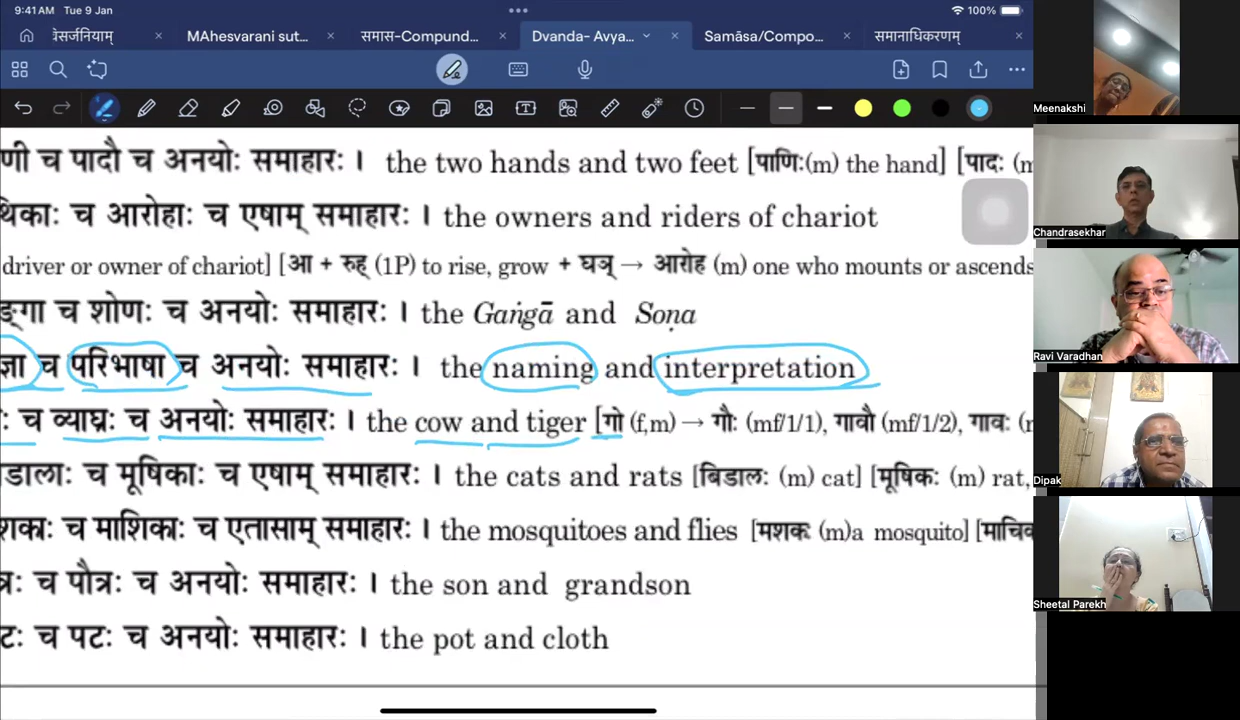 9:41 AM Tue 9 Jan
100%
वेसर्जनियाम्
MAhesvarani sut...
समास-Compund...
Dvanda- Avya...
Samāsa/Compo...
समानाधिकरणम्
णी च पादौ च अनयोः समाहारः । the two hands and two feet [पाणिः(m) the hand] [पादः (m
थिकाः च आरोहाः च एषाम् समाहारः । the owners and riders of chariot
driver or owner of chariot] [आ + रुह् (1P) to rise, grow + घञ् → आरोह (m) one who mounts or ascends
ङ्गा च शोणः च अनयोः समाहारः । the Gaṅgā and Soṇa
ज्ञा च परिभाषा च अनयोः समाहारः । the naming and interpretation
: च व्याघ्रः च अनयोः समाहारः । the cow and tiger [गो (f,m) → गौः (mf/1/1), गावौ (mf/1/2), गावः (
डालाः च मूषिकाः च एषाम् समाहारः । the cats and rats [बिडालः (m) cat] [मूषिकः (m) rat,
शकाः च माशिकाः च एतासाम् समाहारः । the mosquitoes and flies [मशकः (m)a mosquito]
त्रः च पौत्रः च अनयोः समाहारः । the son and grandson
टः च पटः च अनयोः समाहारः । the pot and cloth
Meenakshi
Chandrasekhar
Ravi Varadhan
Dipak
Sheetal Parekh